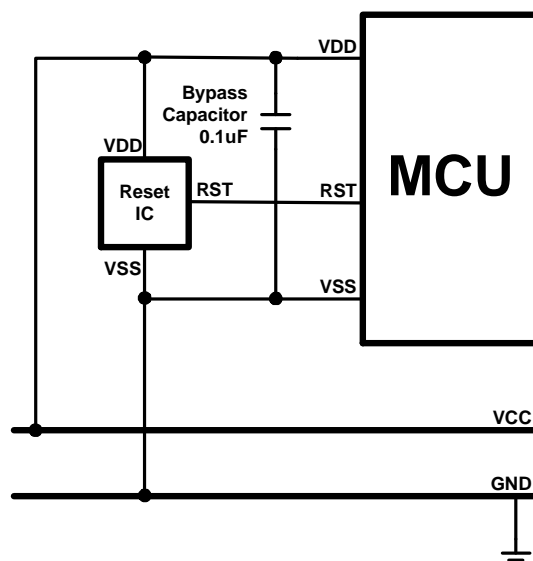 VDD
Bypass
Capacitor
0.1uF
VDD
Reset
IC
RST
RST
MCU
VSS
VSS
VCC
GND